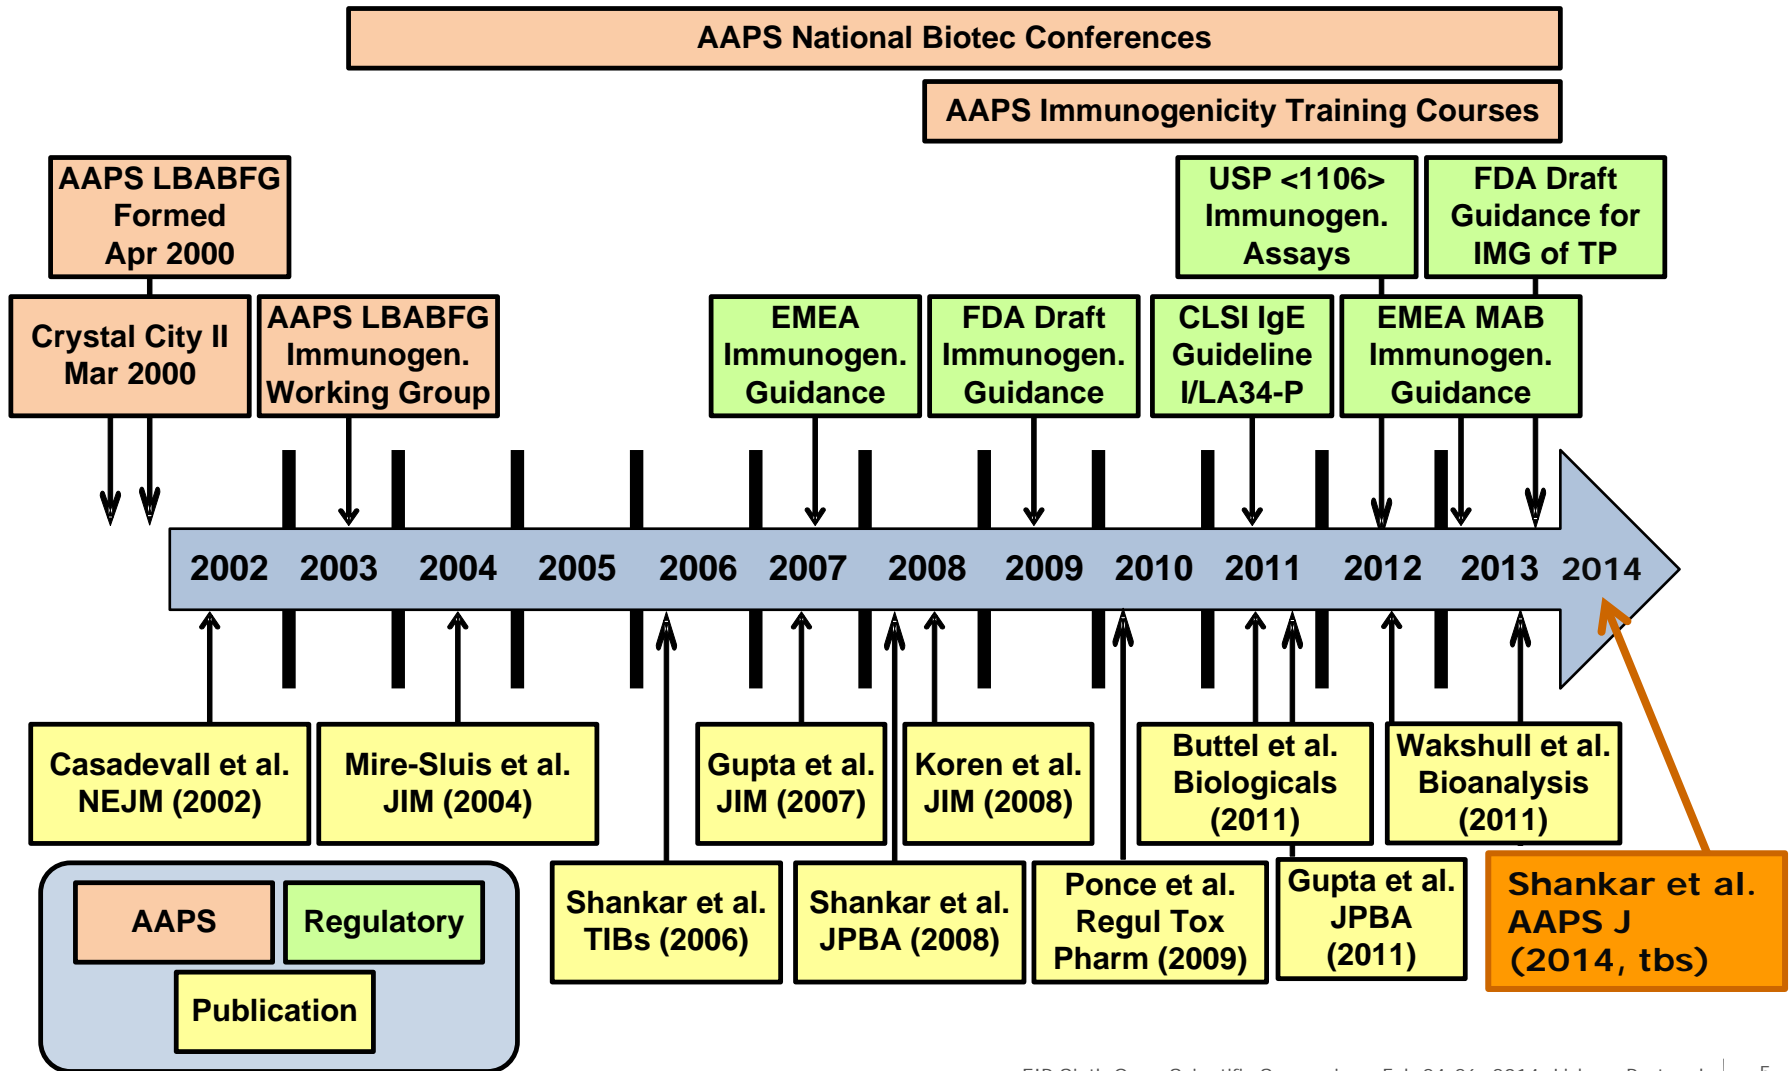 AAPS National Biotec Conferences
AAPS Immunogenicity Training Courses
AAPS LBABFG
Formed
Apr 2000
USP <1106>
Immunogen.
Assays
FDA Draft
Guidance for
IMG of TP
Crystal City II
Mar 2000
AAPS LBABFG
Immunogen.
Working Group
EMEA
Immunogen.
Guidance
FDA Draft
Immunogen.
Guidance
CLSI IgE
Guideline
I/LA34-P
EMEA MAB
Immunogen.
Guidance
2002 2003 2004 2005 2006 2007 2008 2009 2010 2011 2012 2013 2014
Casadevall et al.
NEJM (2002)
Mire-Sluis et al.
JIM (2004)
Gupta et al.
JIM (2007)
Koren et al.
JIM (2008)
Buttel et al.
Biologicals
(2011)
Wakshull et al.
Bioanalysis
(2011)
Shankar et al.
TIBs (2006)
Shankar et al.
JPBA (2008)
Ponce et al.
Regul Tox
Pharm (2009)
Gupta et al.
JPBA
(2011)
Shankar et al.
AAPS J
(2014, tbs)
AAPS
Regulatory
Publication